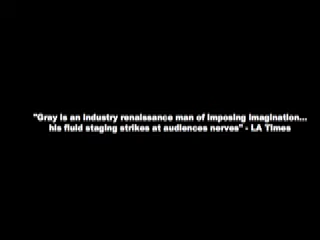 "Gray is an industry renaissance man of imposing imagination...
his fluid staging strikes at audiences nerves" - LA Times